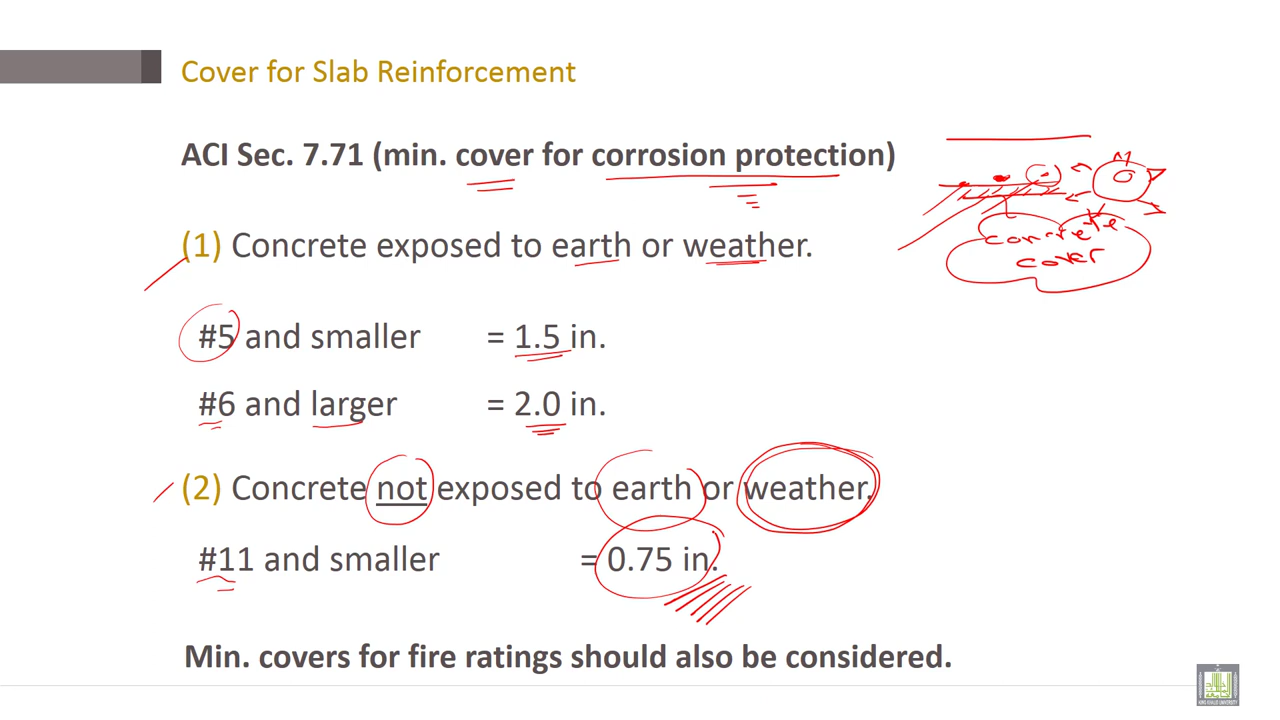 Cover for Slab Reinforcement
ACI Sec. 7.71 (min. cover for corrosion protection)
(1) Concrete exposed to earth or weather.
concrete
cover
#5 and smaller = 1.5 in.
#6 and larger = 2.0 in.
(2) Concrete not exposed to earth or weather.
#11 and smaller = 0.75 in.
Min. covers for fire ratings should also be considered.
KING KHALID UNIVERSITY